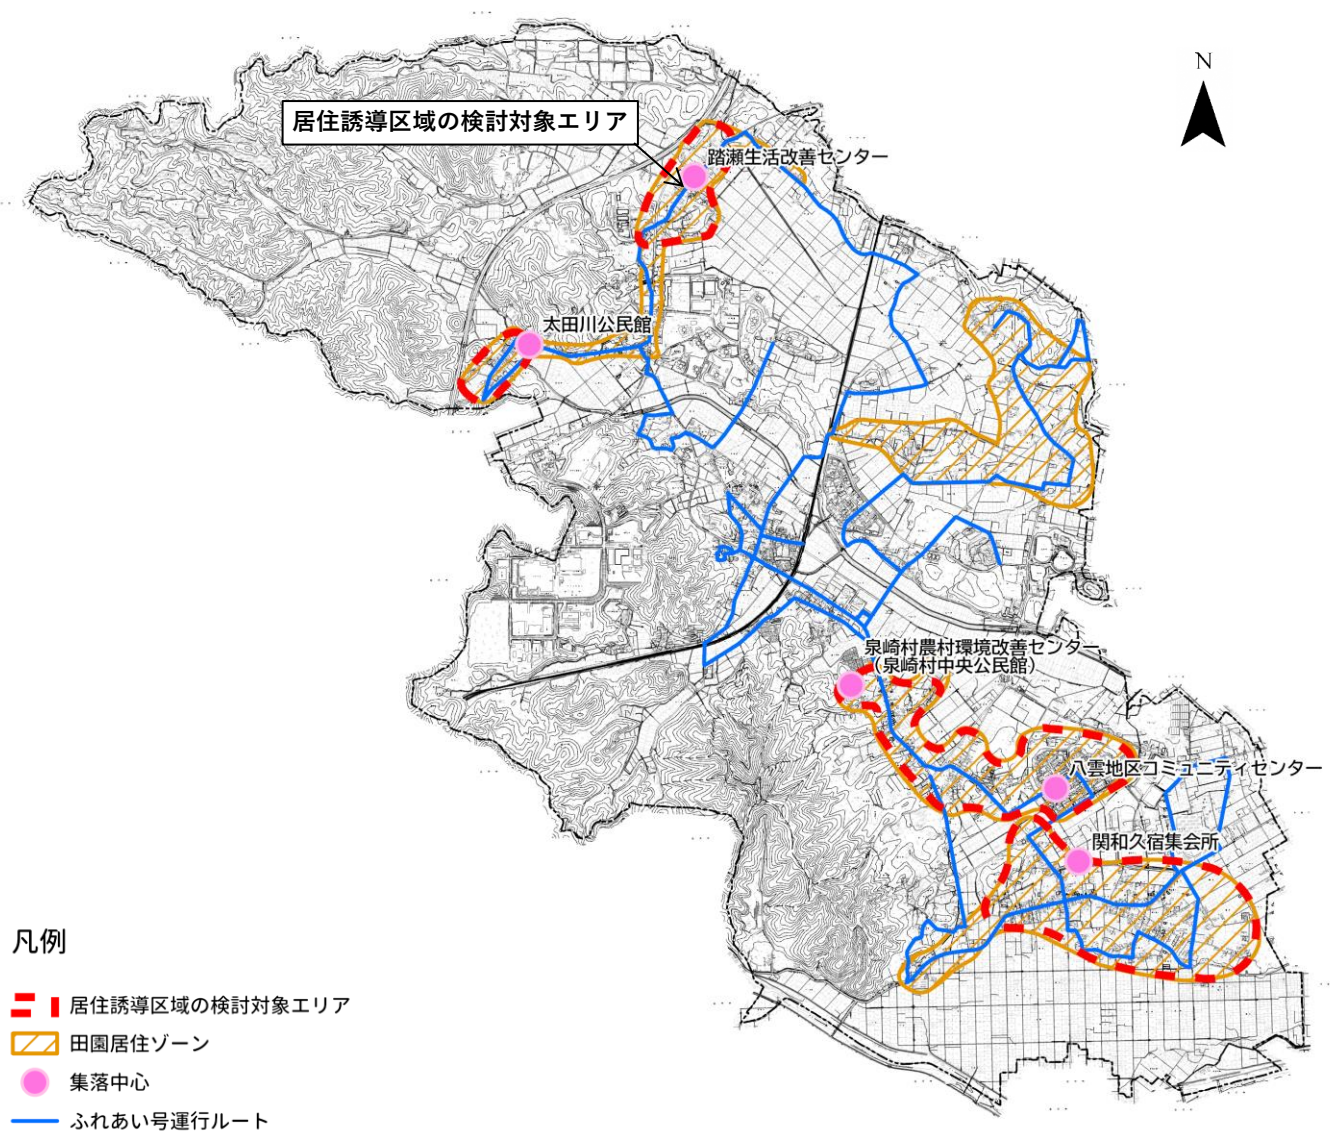 N
居住誘導区域の検討対象エリア
踏瀬生活改善センター
太田川公民館
泉崎村農村環境改善センター
（泉崎村中央公民館）
八雲地区コミュニティセンター
関和久宿集会所
凡例
居住誘導区域の検討対象エリア
田園居住ゾーン
集落中心
ふれあい号運行ルート